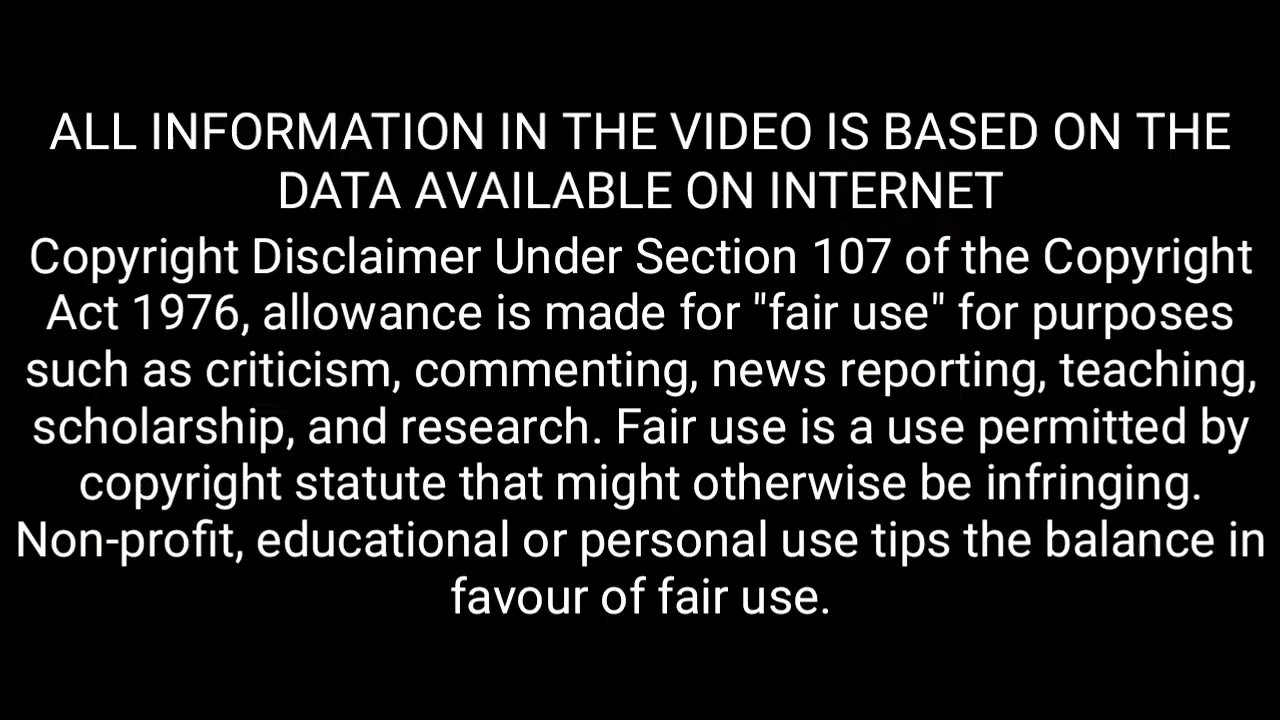 ALL INFORMATION IN THE VIDEO IS BASED ON THE
DATA AVAILABLE ON INTERNET
Copyright Disclaimer Under Section 107 of the Copyright
Act 1976, allowance is made for "fair use" for purposes
such as criticism, commenting, news reporting, teaching,
scholarship, and research. Fair use is a use permitted by
copyright statute that might otherwise be infringing.
Non-profit, educational or personal use tips the balance in
favour of fair use.